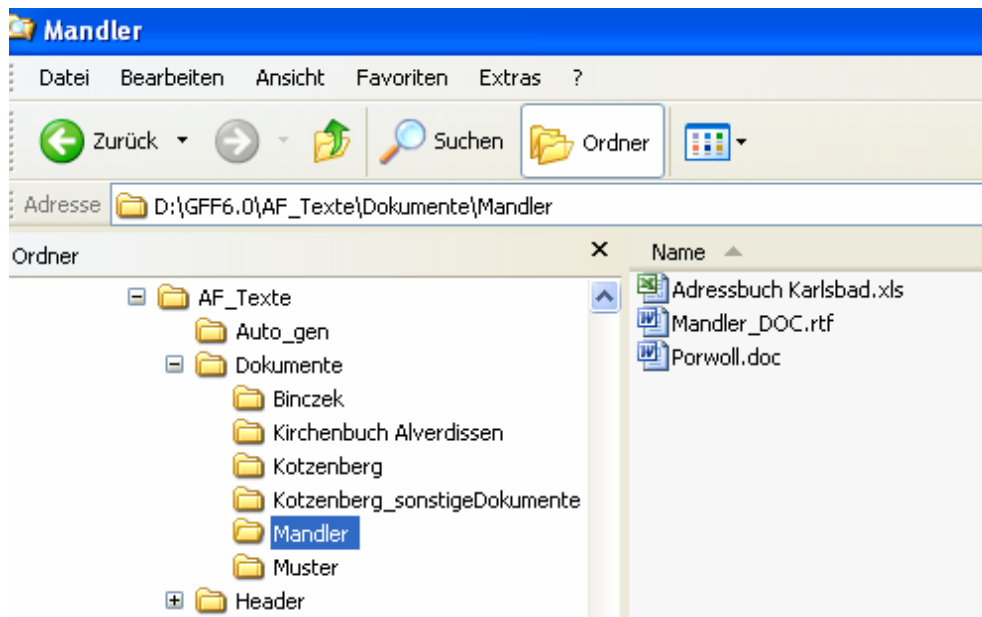 Mandler
Datei Bearbeiten Ansicht Favoriten Extras ?
Zurück Suchen Ordner
Adresse D:\GFF6.0\AF_Texte\Dokumente\Mandler
Ordner
AF_Texte
Auto_gen
Dokumente
Binczek
Kirchenbuch Alverdissen
Kotzenberg
Kotzenberg_sonstigeDokumente
Mandler
Muster
Header
Name
Adressbuch Karlsbad.xls
Mandler_DOC.rtf
Porwoll.doc